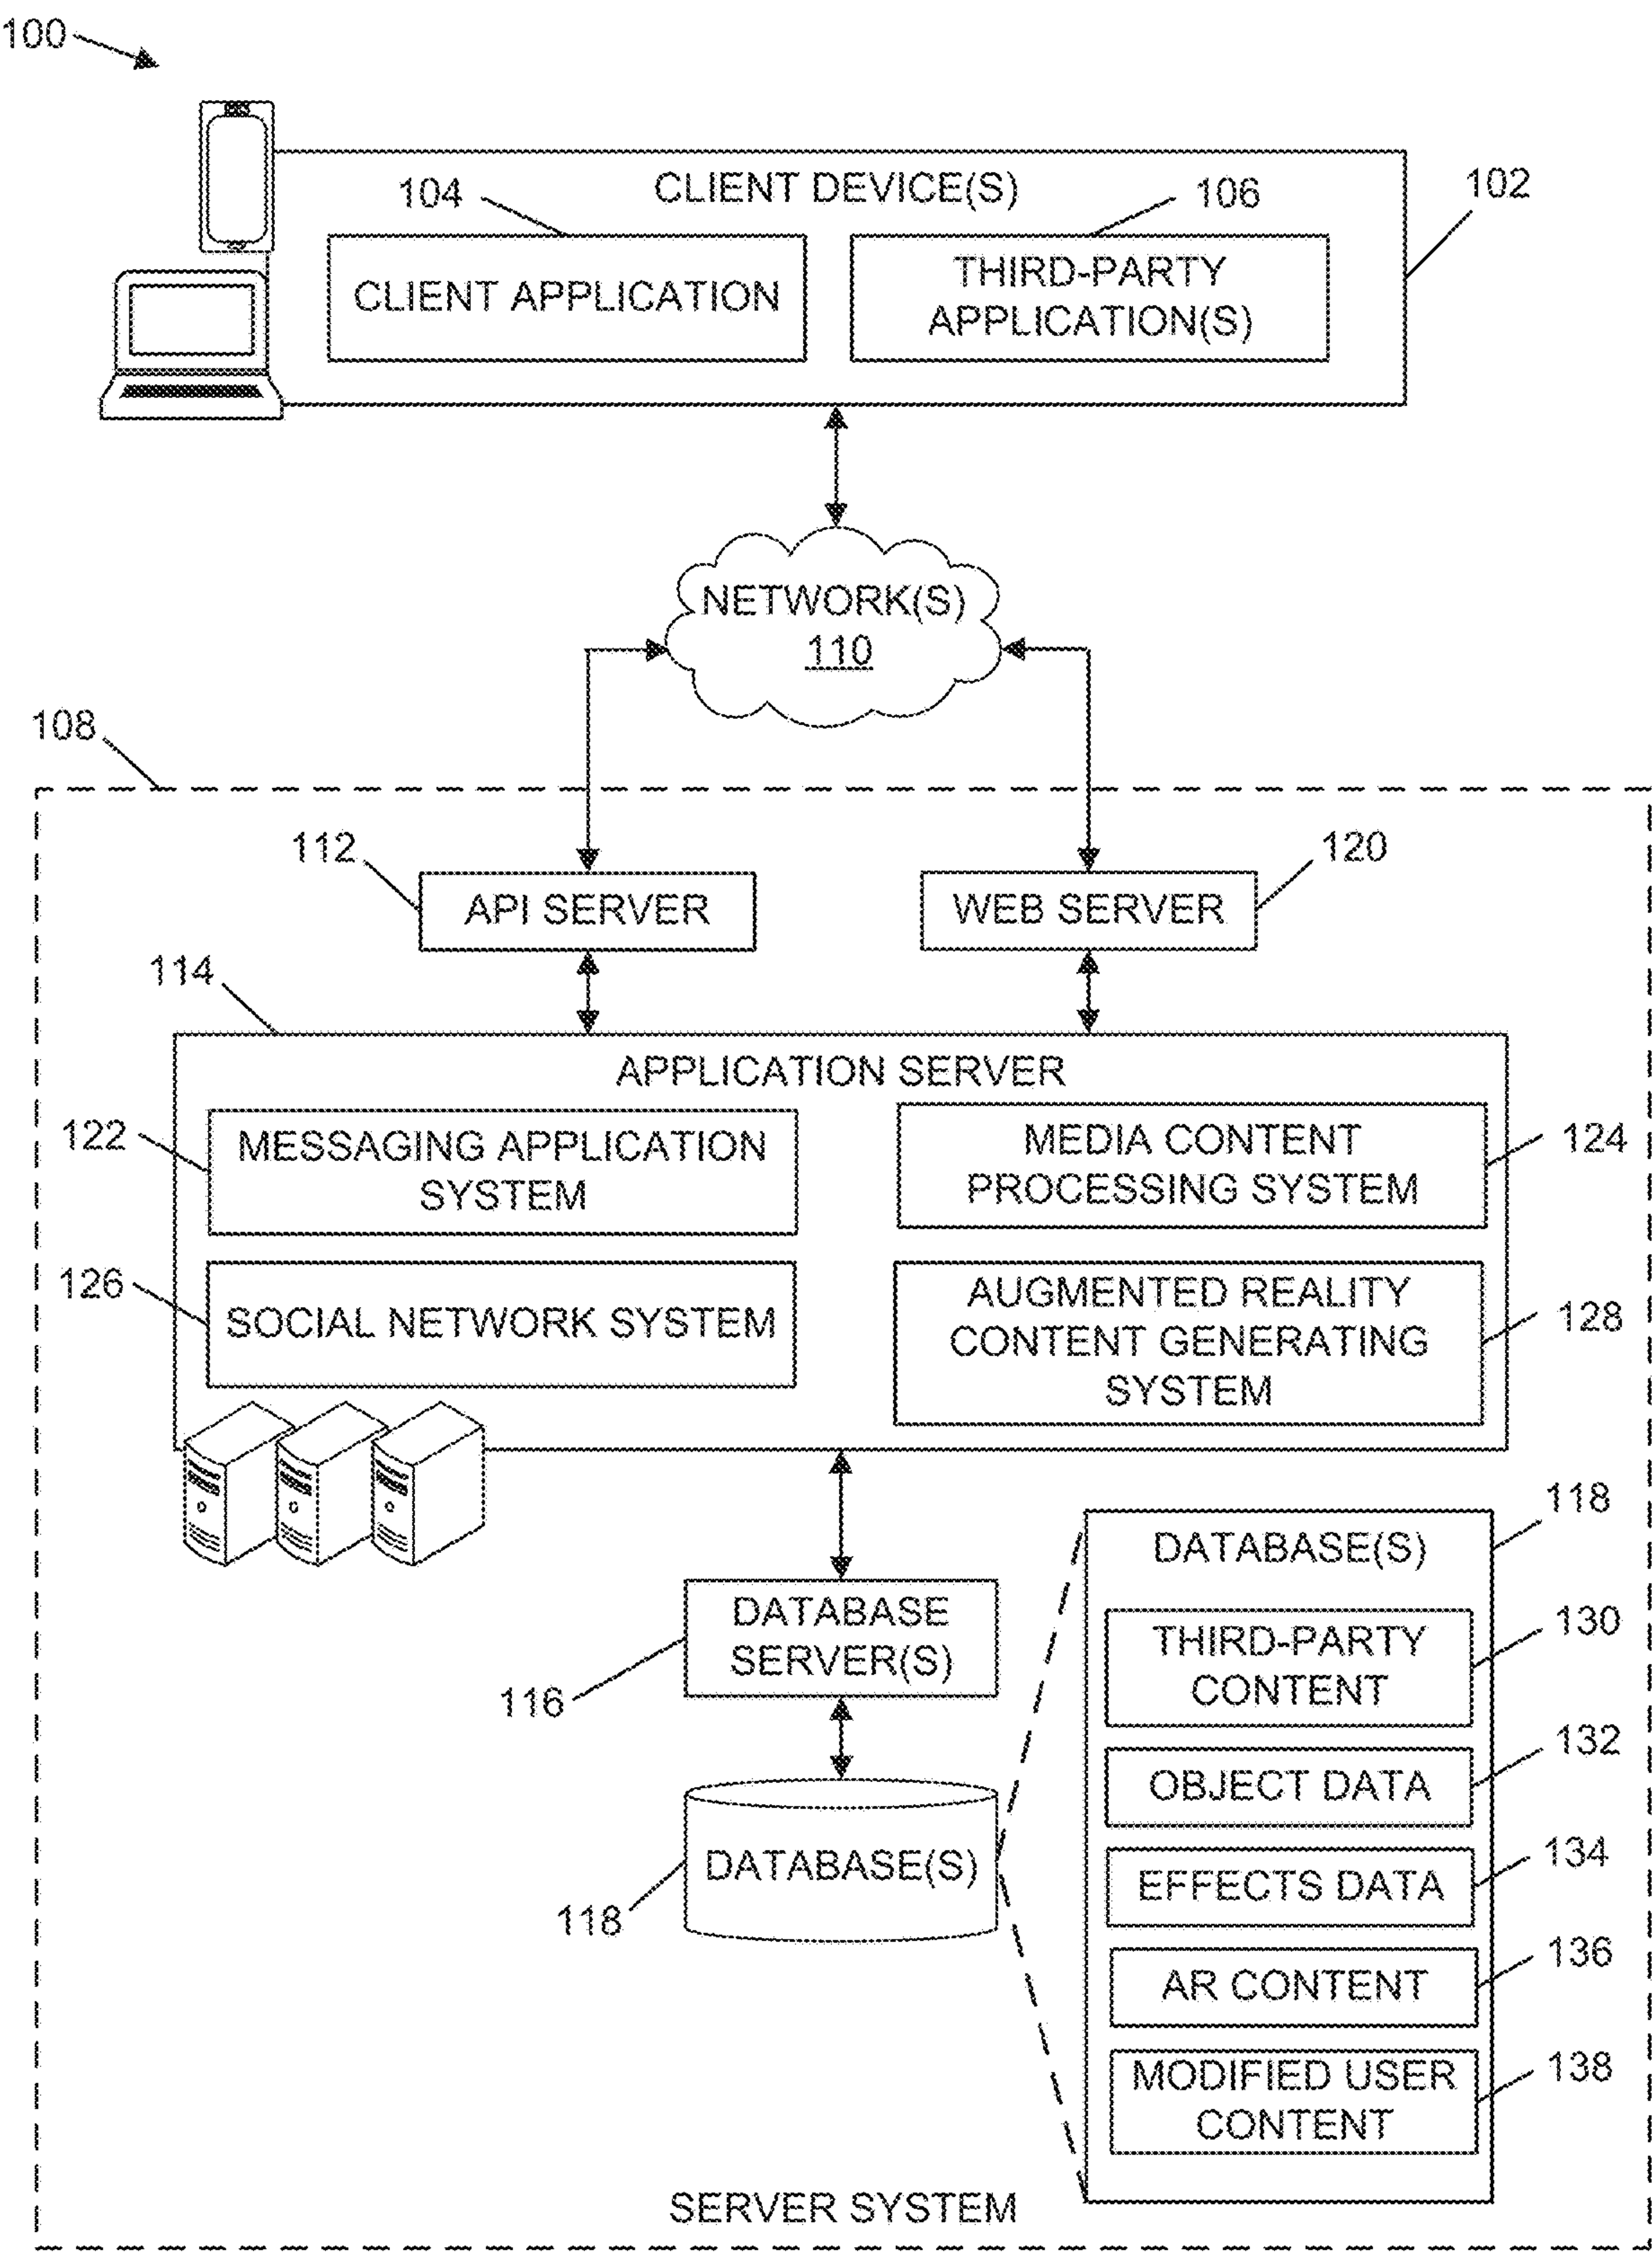 100
CLIENT DEVICE(S)
102
104
106
CLIENT APPLICATION
THIRD-PARTY
APPLICATION(S)
NETWORK(S)
110
108
112
API SERVER
120
WEB SERVER
114
APPLICATION SERVER
122
MESSAGING APPLICATION
SYSTEM
MEDIA CONTENT
PROCESSING SYSTEM
124
126
SOCIAL NETWORK SYSTEM
AUGMENTED REALITY
CONTENT GENERATING
SYSTEM
128
116
DATABASE
SERVER(S)
118
DATABASE(S)
118
DATABASE(S)
THIRD-PARTY
CONTENT
130
OBJECT DATA
132
EFFECTS DATA
134
AR CONTENT
136
MODIFIED USER
CONTENT
138
SERVER SYSTEM